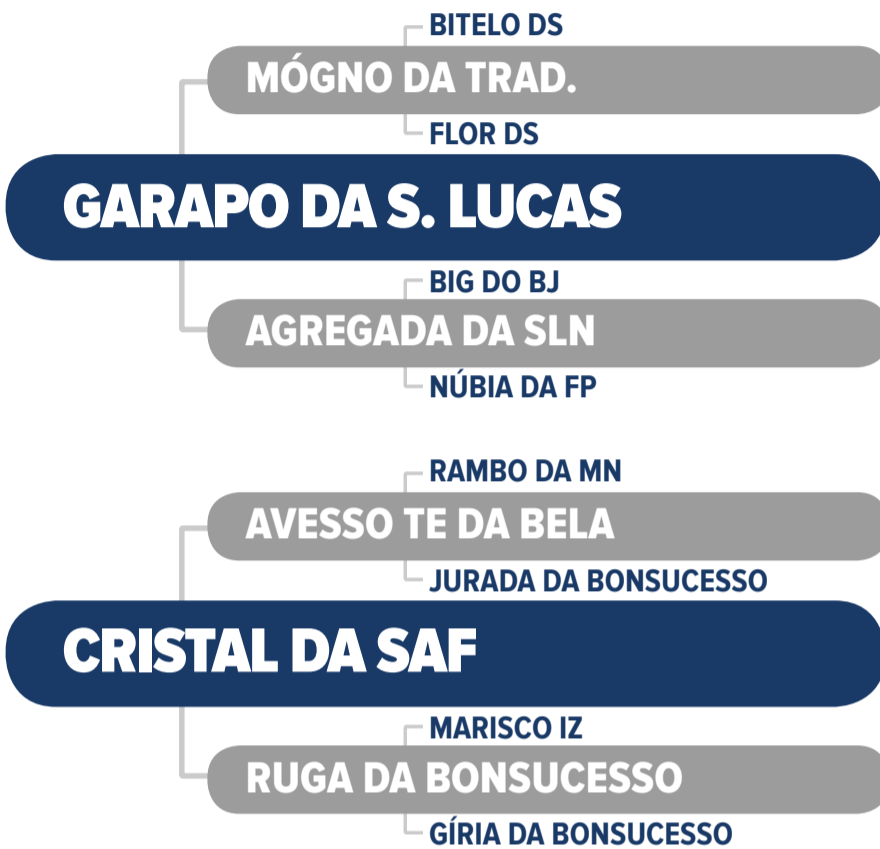 BITELO DS
MÓGNO DA TRAD.
FLOR DS
GARAPO DA S. LUCAS
BIG DO BJ
AGREGADA DA SLN
NÚBIA DA FP
RAMBO DA MN
AVESSO TE DA BELA
JURADA DA BONSUCESSO
CRISTAL DA SAF
MARISCO IZ
RUGA DA BONSUCESSO
GÍRIA DA BONSUCESSO